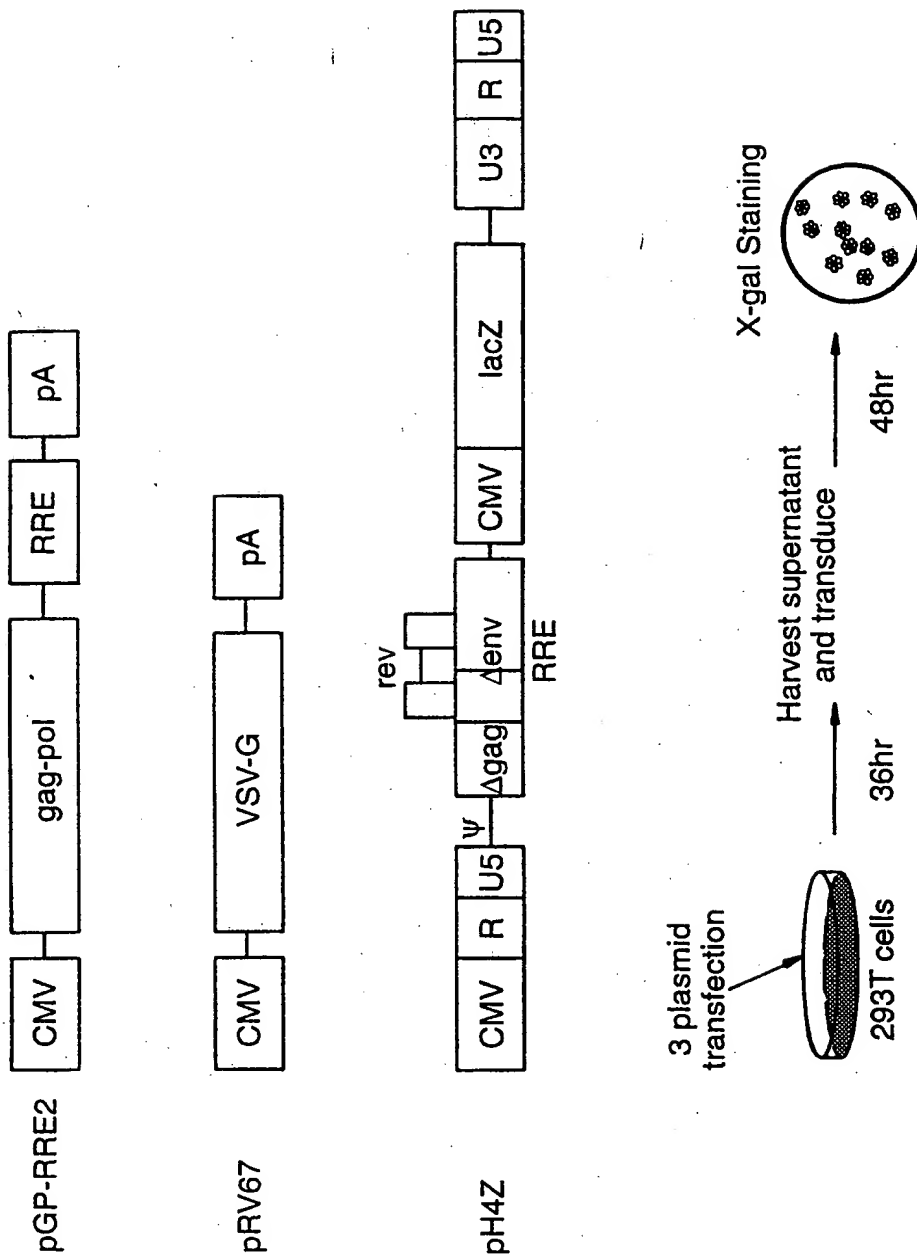 pGP-RRE2
CMV gag-pol RRE pA
pRV67
CMV VSV-G pA
pH4Z
rev
CMV R U5 Ψ Δgag Δenv CMV lacZ U3 R U5
RRE
3 plasmid
transfection
293T cells
36hr
Harvest supernatant
and transduce
48hr
X-gal Staining